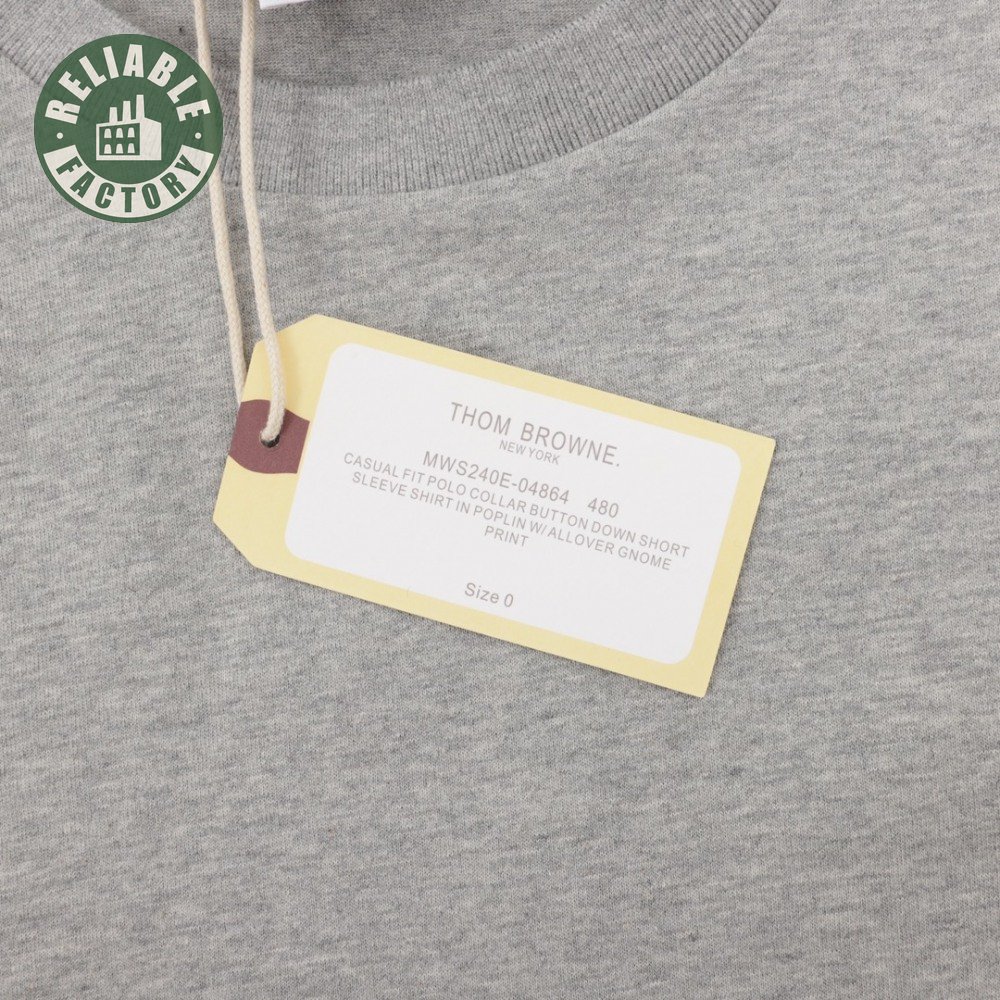 RELIABLE
FACTORY
THOM BROWNE.
NEW YORK
MWS240E-04864 480
CASUAL FIT POLO COLLAR BUTTON DOWN SHORT
SLEEVE SHIRT IN POPLIN W/ ALLOVER GNOME
PRINT
Size 0